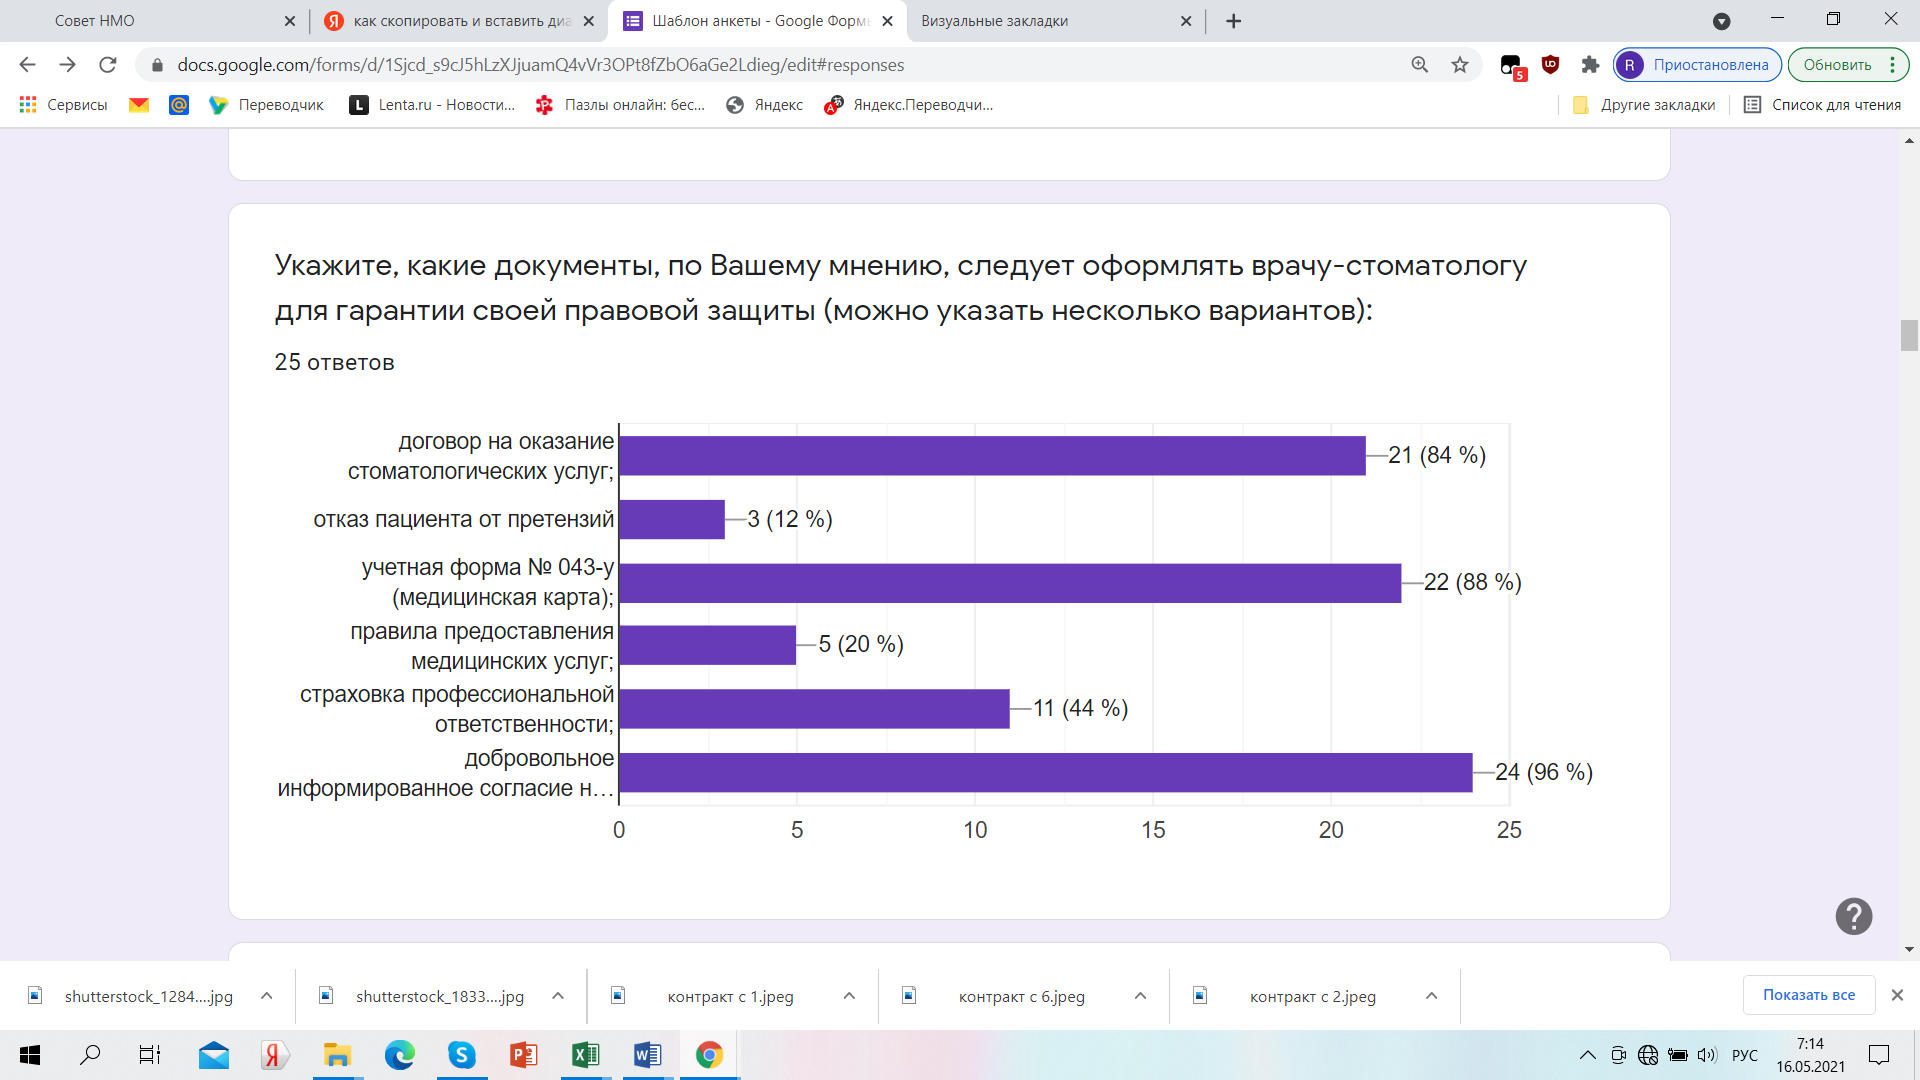 Совет НМО
как скопировать и вставить диа
Шаблон анкеты - Google Форм
Визуальные закладки
docs.google.com/forms/d/1Sjcd_s9cJ5hLzXJjuamQ4vVr3OPt8fZbO6aGe2Ldieg/edit#responses
5
R Приостановлена
Обновить
Сервисы
Переводчик
Lenta.ru - Новости...
Пазлы онлайн: бес...
Яндекс
Яндекс.Переводчи...
Другие закладки
Список для чтения
Укажите, какие документы, по Вашему мнению, следует оформлять врачу-стоматологу
для гарантии своей правовой защиты (можно указать несколько вариантов):
25 ответов
договор на оказание
стоматологических услуг;
21 (84 %)
отказ пациента от претензий
3 (12 %)
учетная форма № 043-у
(медицинская карта);
22 (88 %)
правила предоставления
медицинских услуг;
5 (20 %)
страховка профессиональной
ответственности;
11 (44 %)
добровольное
информированное согласие н...
24 (96 %)
0 5 10 15 20 25
shutterstock_1284....jpg
shutterstock_1833....jpg
контракт с 1.jpeg
контракт с 6.jpeg
контракт с 2.jpeg
Показать все
РУС
7:14
16.05.2021